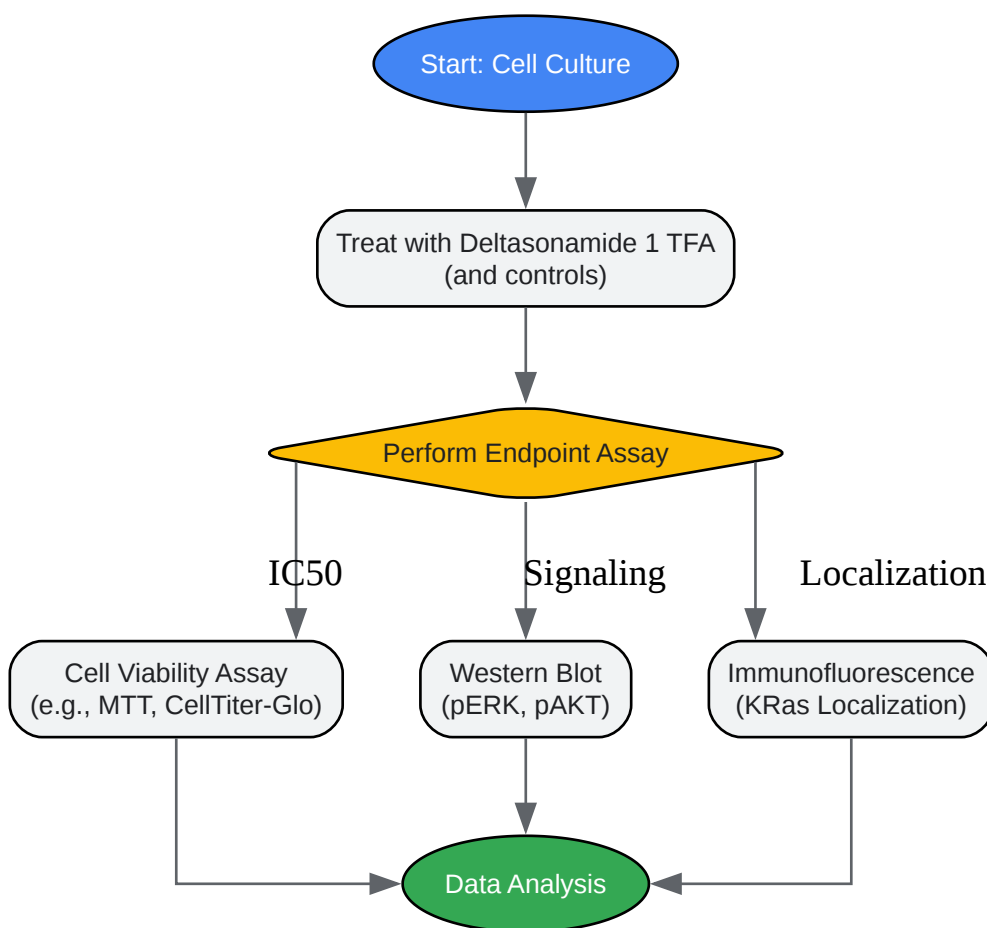 Start: Cell Culture
Treat with Deltasonamide 1 TFA
(and controls)
Perform Endpoint Assay
IC50
Signaling
Localization
Cell Viability Assay
(e.g., MTT, CellTiter-Glo)
Western Blot
(pERK, pAKT)
Immunofluorescence
(KRas Localization)
Data Analysis